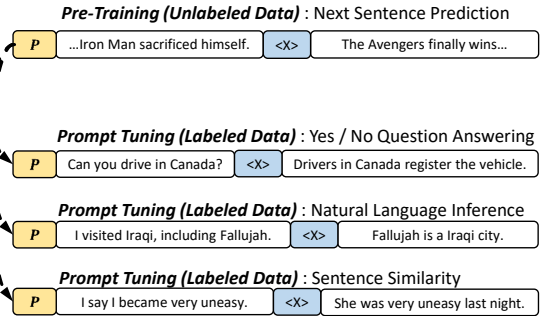 Pre-Training (Unlabeled Data) : Next Sentence Prediction
P …Iron Man sacrificed himself. <X> The Avengers finally wins…
Prompt Tuning (Labeled Data) : Yes / No Question Answering
P Can you drive in Canada? <X> Drivers in Canada register the vehicle.
Prompt Tuning (Labeled Data) : Natural Language Inference
P I visited Iraqi, including Fallujah. <X> Fallujah is a Iraqi city.
Prompt Tuning (Labeled Data) : Sentence Similarity
P I say I became very uneasy. <X> She was very uneasy last night.